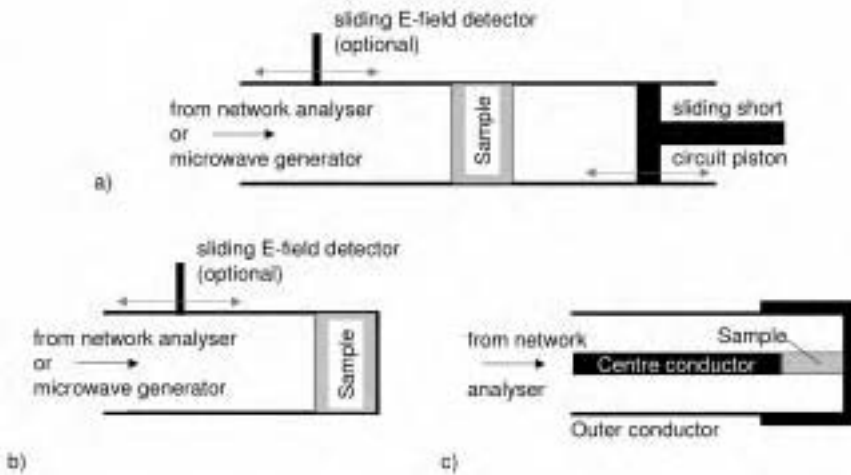 sliding E-field detector
(optional)
from network analyser
or
microwave generator
Sample
sliding short
circuit piston
a)
sliding E-field detector
(optional)
from network analyser
or
microwave generator
Sample
b)
from network
analyser
Sample
Centre conductor
Outer conductor
c)